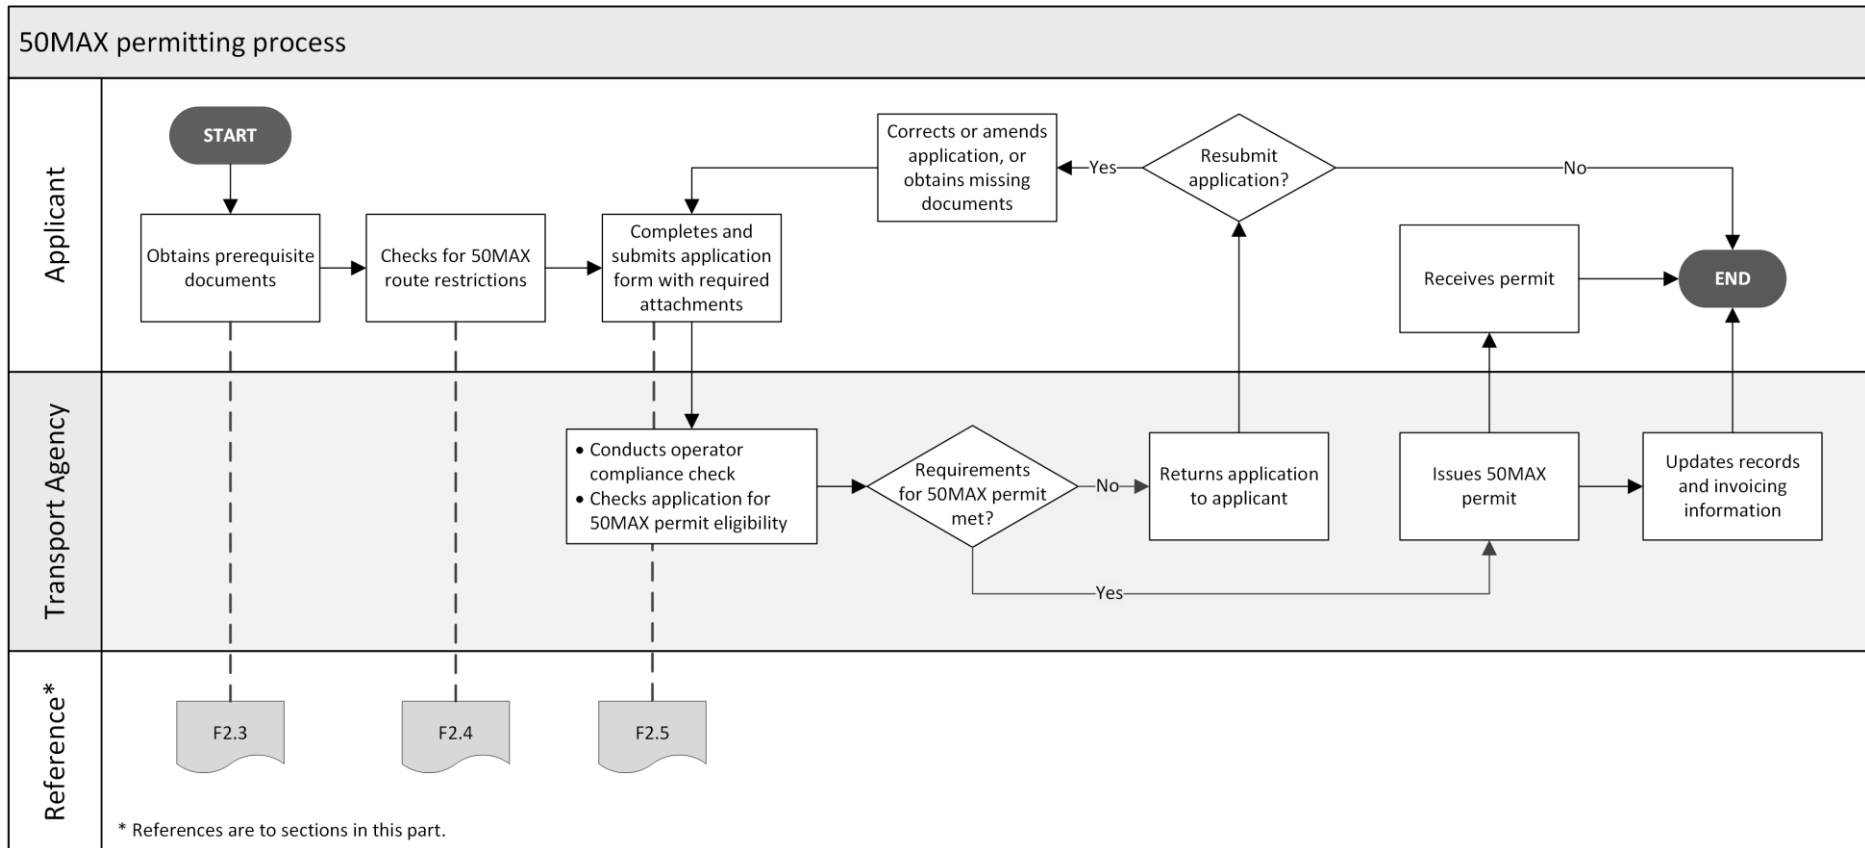 50MAX permitting process
Applicant
START
Obtains prerequisite
documents
Checks for 50MAX
route restrictions
Completes and
submits application
form with required
attachments
Corrects or amends
application, or
obtains missing
documents
Yes
Resubmit
application?
No
Receives permit
END
Transport Agency
• Conducts operator
compliance check
• Checks application for
50MAX permit eligibility
Requirements
for 50MAX permit
met?
No
Returns application
to applicant
Yes
Issues 50MAX
permit
Updates records
and invoicing
information
Reference*
F2.3
F2.4
F2.5
* References are to sections in this part.